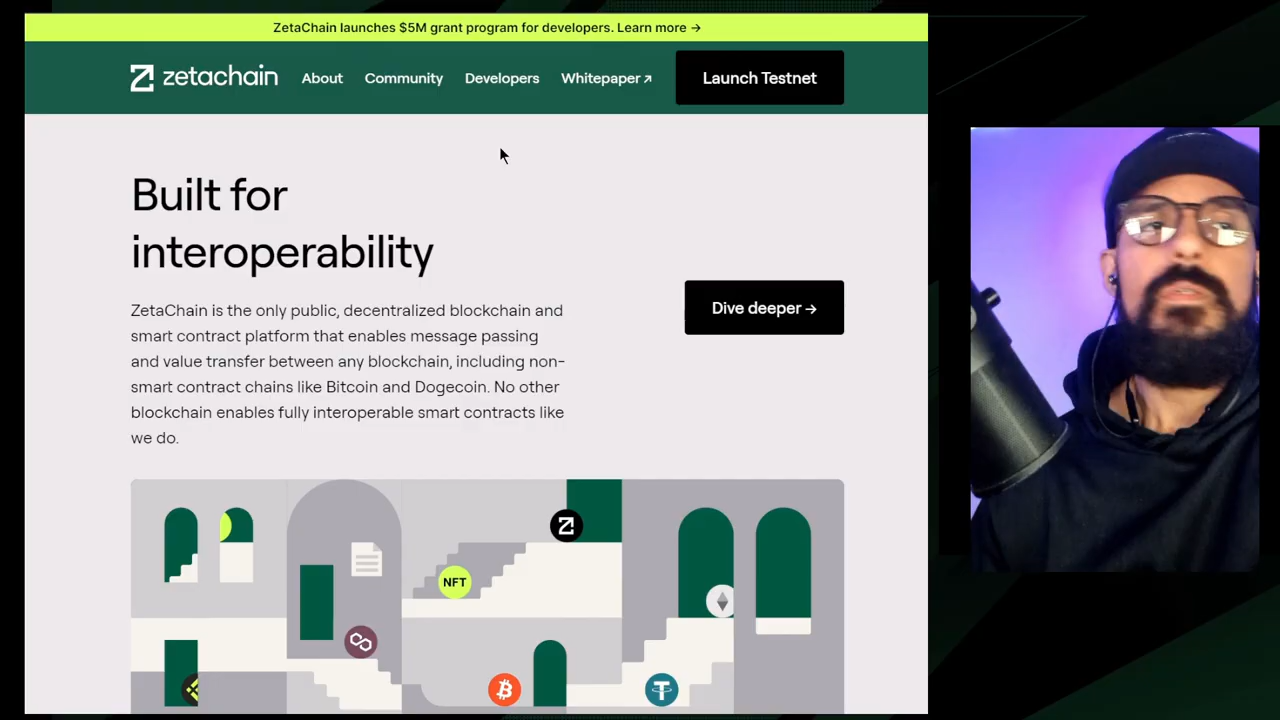 ZetaChain launches $5M grant program for developers. Learn more →
zetachain
About
Community
Developers
Whitepaper ↗
Launch Testnet
Built for
interoperability
ZetaChain is the only public, decentralized blockchain and
smart contract platform that enables message passing
and value transfer between any blockchain, including non-
smart contract chains like Bitcoin and Dogecoin. No other
blockchain enables fully interoperable smart contracts like
we do.
Dive deeper →
NFT